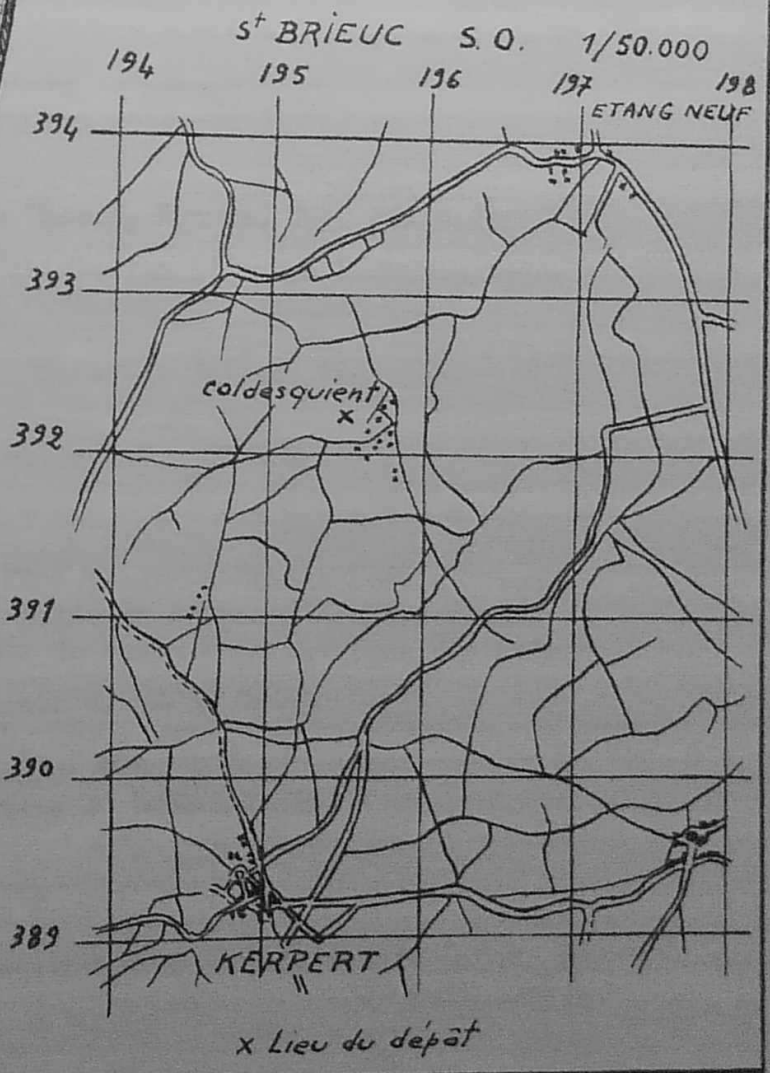 St BRIEUC S.O. 1/50.000
194 195 196 197 198
ETANG NEUF
394
393
Coldesquient
x
392
391
390
389
KERPERT
x Lieu du dépôt